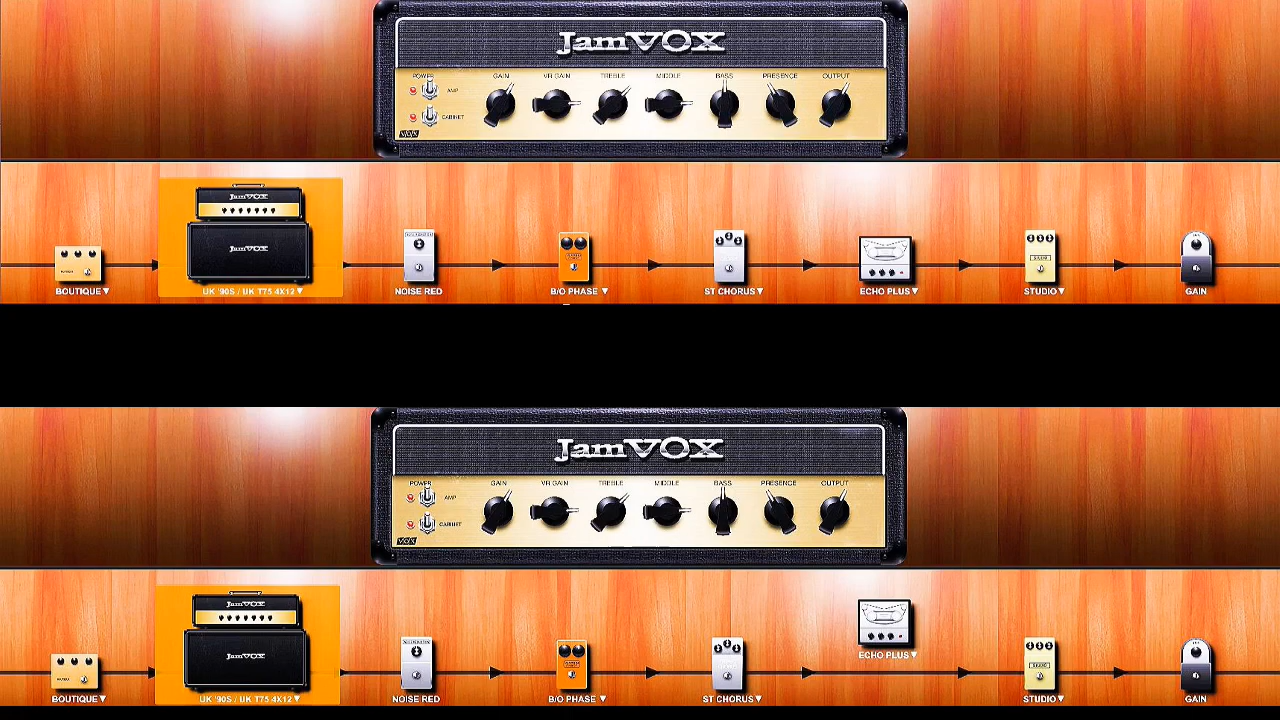 JamVOX
POWER GAIN VR GAIN TREBLE MIDDLE BASS PRESENCE OUTPUT
AMP
CABINET
VOX
JamVOX
JamVOX
BOUTIQUE▼ UK '90S / UK T75 4X12▼ NOISE RED B/O PHASE ▼ ST CHORUS▼ ECHO PLUS▼ STUDIO▼ GAIN
JamVOX
POWER GAIN VR GAIN TREBLE MIDDLE BASS PRESENCE OUTPUT
AMP
CABINET
VOX
JamVOX
JamVOX
ECHO PLUS▼
BOUTIQUE▼ UK '90S / UK T75 4X12▼ NOISE RED B/O PHASE ▼ ST CHORUS▼ STUDIO▼ GAIN